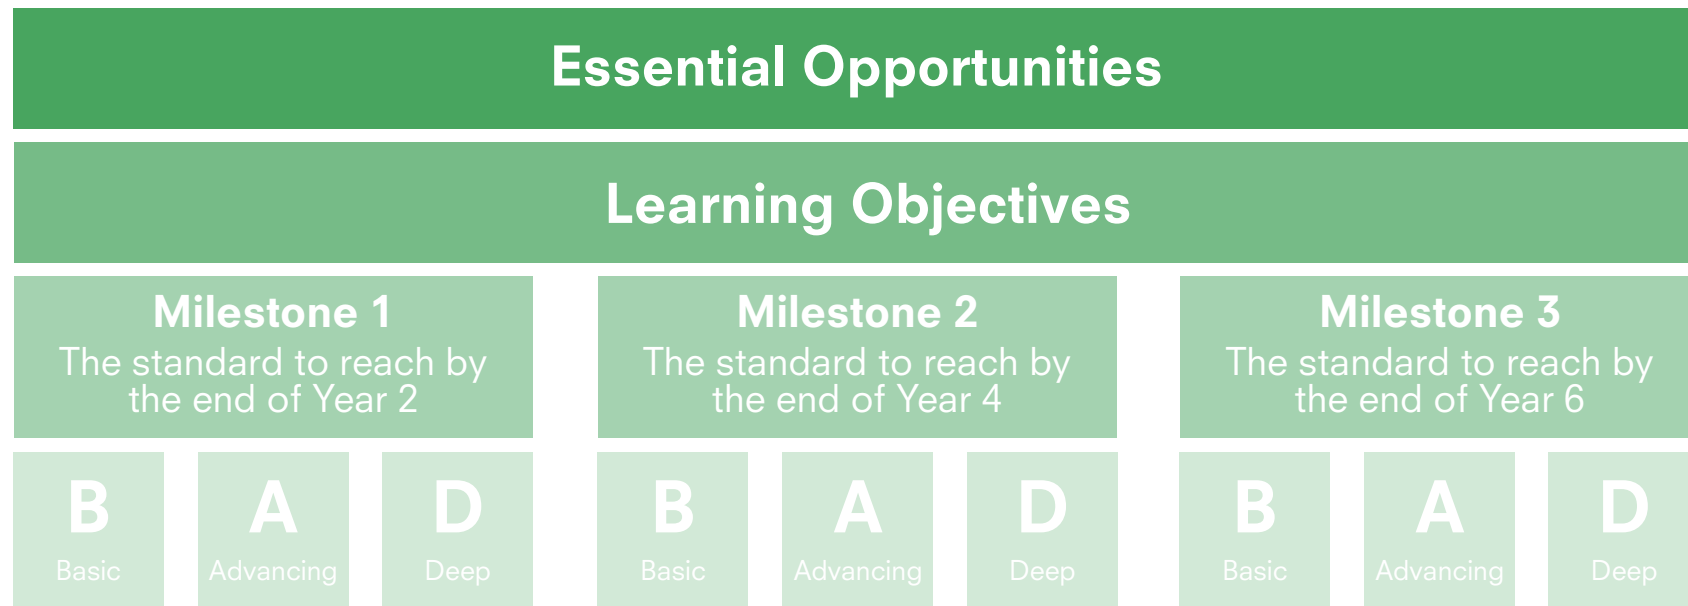 Essential Opportunities
Learning Objectives
Milestone 1
The standard to reach by
the end of Year 2
Milestone 2
The standard to reach by
the end of Year 4
Milestone 3
The standard to reach by
the end of Year 6
B
Basic
A
Advancing
D
Deep
B
Basic
A
Advancing
D
Deep
B
Basic
A
Advancing
D
Deep